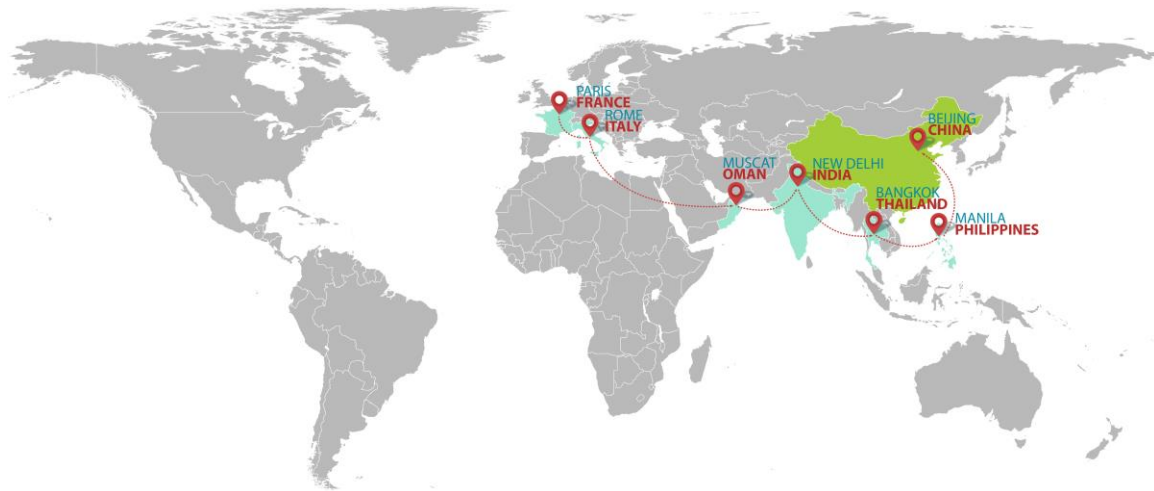 PARIS
FRANCE
ROME
ITALY
BEIJING
CHINA
MUSCAT
OMAN
NEW DELHI
INDIA
BANGKOK
THAILAND
MANILA
PHILIPPINES